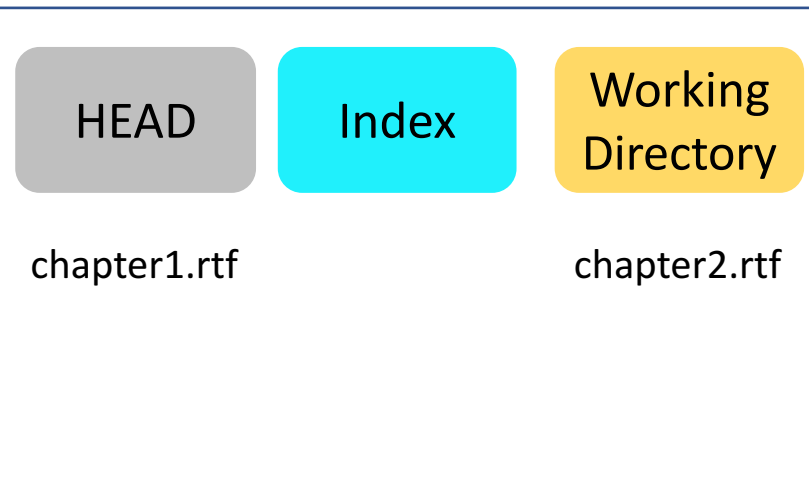 HEAD
Index
Working
Directory
chapter1.rtf
chapter2.rtf